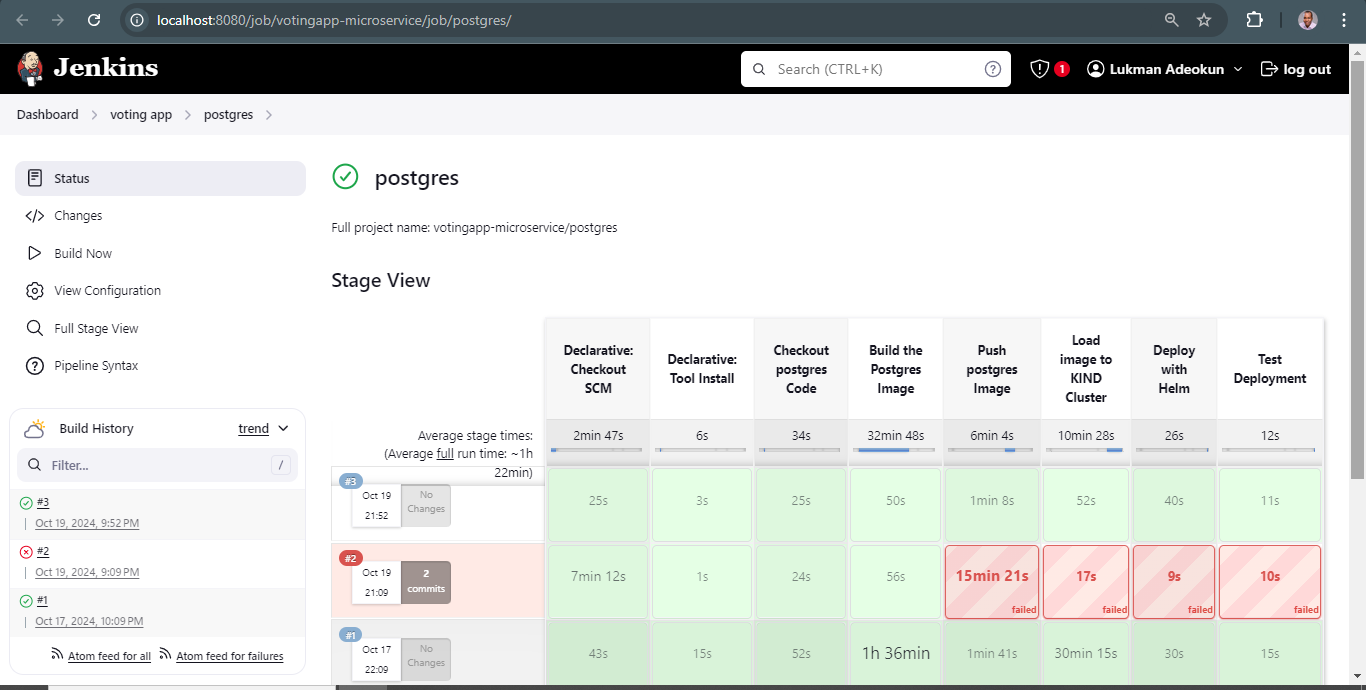 localhost:8080/job/votingapp-microservice/job/postgres/
Jenkins
Search (CTRL+K)
?
1
Lukman Adeokun
log out
Dashboard
voting app
postgres
Status
Changes
Build Now
View Configuration
Full Stage View
Pipeline Syntax
Build History
trend
Filter...
/
#3
Oct 19, 2024, 9:52 PM
#2
Oct 19, 2024, 9:09 PM
#1
Oct 17, 2024, 10:09 PM
Atom feed for all
Atom feed for failures
postgres
Full project name: votingapp-microservice/postgres
Stage View
Declarative:
Checkout
SCM
Declarative:
Tool Install
Checkout
postgres
Code
Build the
Postgres
Image
Push
postgres
Image
Load
image to
KIND
Cluster
Deploy
with
Helm
Test
Deployment
Average stage times:
(Average full run time: ~1h
22min)
2min 47s
6s
34s
32min 48s
6min 4s
10min 28s
26s
12s
#3
Oct 19
21:52
No
Changes
25s
3s
25s
50s
1min 8s
52s
40s
11s
#2
Oct 19
21:09
2
commits
7min 12s
1s
24s
56s
15min 21s
failed
17s
failed
9s
failed
10s
failed
#1
Oct 17
22:09
No
Changes
43s
15s
52s
1h 36min
1min 41s
30min 15s
30s
15s